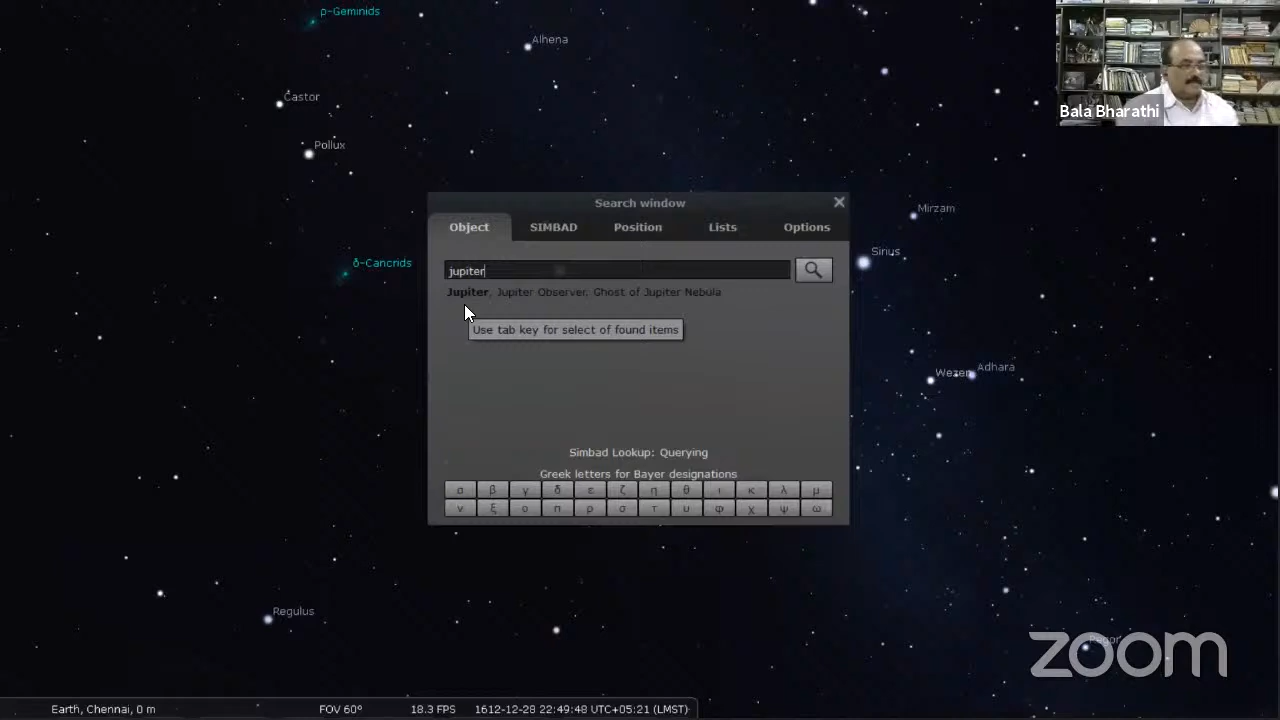 ρ-Geminids
Alhena
Castor
Pollux
Bala Bharathi
Search window
Object SIMBAD Position Lists Options
Mirzam
Sirius
δ-Cancrids
jupiter
Jupiter, Jupiter Observer, Ghost of Jupiter Nebula
Use tab key for select of found items
Wezen
Adhara
Simbad Lookup: Querying
Greek letters for Bayer designations
α β γ δ ε ζ η θ ι κ λ μ
ν ξ ο π ρ σ τ υ φ χ ψ ω
Regulus
zoom
Earth, Chennai, 0 m FOV 60° 18.3 FPS 1612-12-28 22:49:48 UTC+05:21 (LMST)